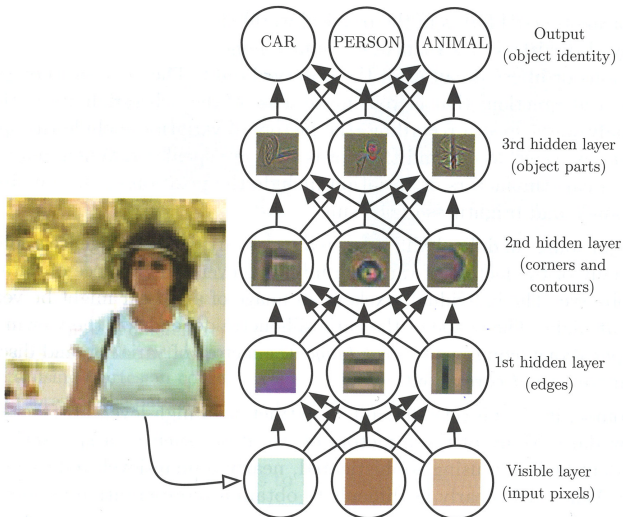 CAR
PERSON
ANIMAL
Output
(object identity)
3rd hidden layer
(object parts)
2nd hidden layer
(corners and
contours)
1st hidden layer
(edges)
Visible layer
(input pixels)